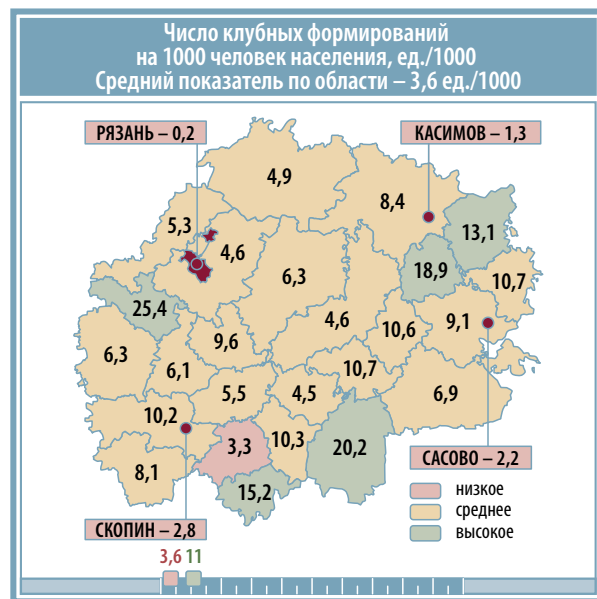 Число клубных формирований
на 1000 человек населения, ед./1000
Средний показатель по области – 3,6 ед./1000
РЯЗАНЬ – 0,2
КАСИМОВ – 1,3
4,9
8,4
5,3
4,6
13,1
6,3
18,9
10,7
25,4
4,6
9,1
9,6
10,6
6,3
6,1
10,7
5,5
4,5
6,9
10,2
3,3
10,3
20,2
8,1
15,2
САСОВО – 2,2
СКОПИН – 2,8
низкое
среднее
высокое
3,6 11